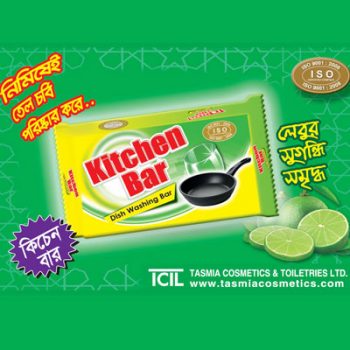 নিমিষেই
তেল চর্বি
পরিষ্কার করে..
ISO
ISO 9001 : 2008
ISO
Kitchen
Bar
Dish Washing Bar
লেবুর
সুগন্ধি
সমৃদ্ধ
কিচেন
বার
TCIL
TASMIA COSMETICS & TOILETRIES LTD.
www.tasmiacosmetics.com